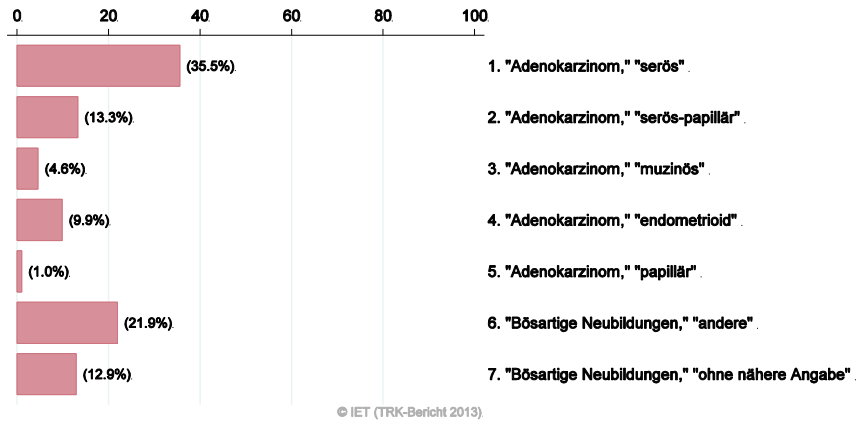 0 20 40 60 80 100
(35.5%) 1. "Adenokarzinom," "serös"
(13.3%) 2. "Adenokarzinom," "serös-papillär"
(4.6%) 3. "Adenokarzinom," "muzinös"
(9.9%) 4. "Adenokarzinom," "endometrioid"
(1.0%) 5. "Adenokarzinom," "papillär"
(21.9%) 6. "Bösartige Neubildungen," "andere"
(12.9%) 7. "Bösartige Neubildungen," "ohne nähere Angabe"
© IET (TRK-Bericht 2013)